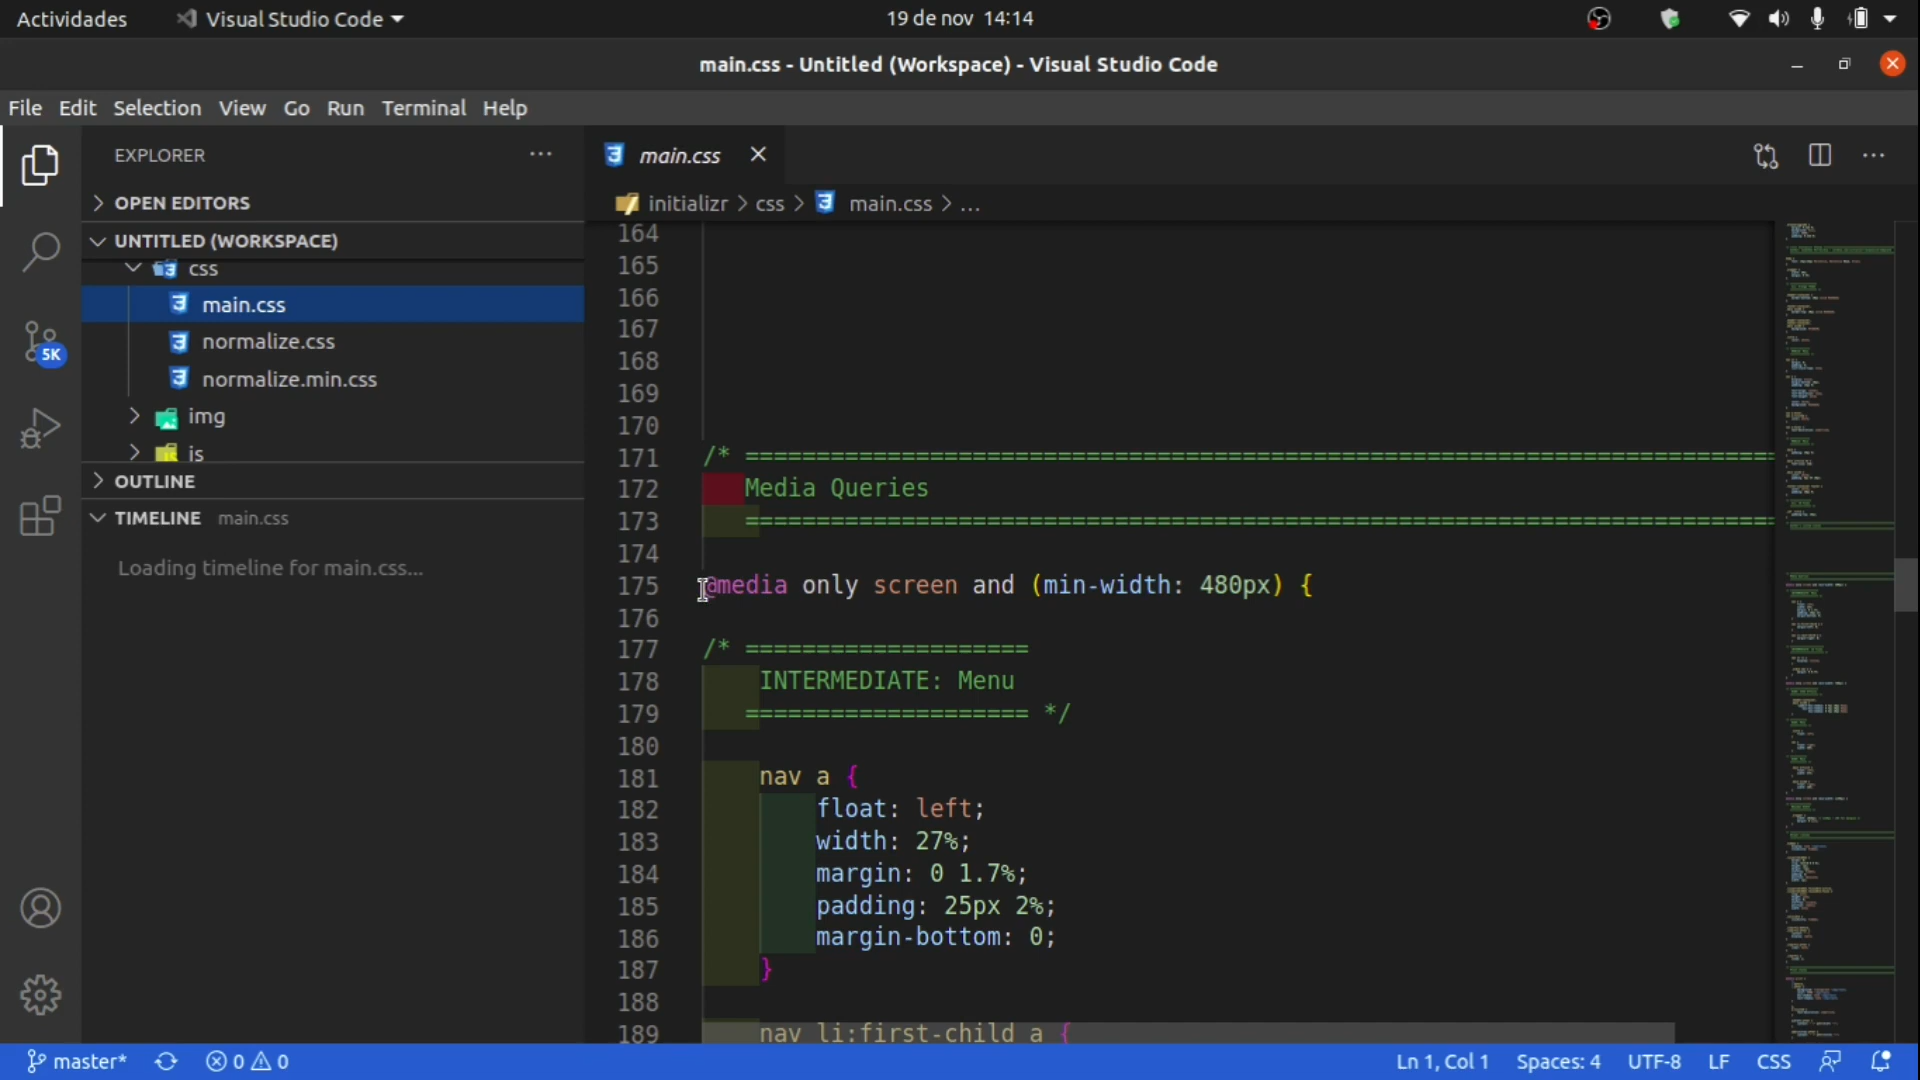 Actividades
Visual Studio Code
19 de nov 14:14
main.css - Untitled (Workspace) - Visual Studio Code
File Edit Selection View Go Run Terminal Help
EXPLORER
main.css
OPEN EDITORS
initializr > css > main.css > ...
UNTITLED (WORKSPACE)
css
main.css
normalize.css
5K
normalize.min.css
img
js
OUTLINE
TIMELINE main.css
Loading timeline for main.css...
164
165
166
167
168
169
170
171 /* =========================================================================
172 Media Queries
173 =========================================================================
174
175 @media only screen and (min-width: 480px) {
176
177 /* ====================
178 INTERMEDIATE: Menu
179 ==================== */
180
181 nav a {
182 float: left;
183 width: 27%;
184 margin: 0 1.7%;
185 padding: 25px 2%;
186 margin-bottom: 0;
187 }
188
189 nav li:first-child a {
master*
0 0
Ln 1, Col 1
Spaces: 4
UTF-8
LF
CSS